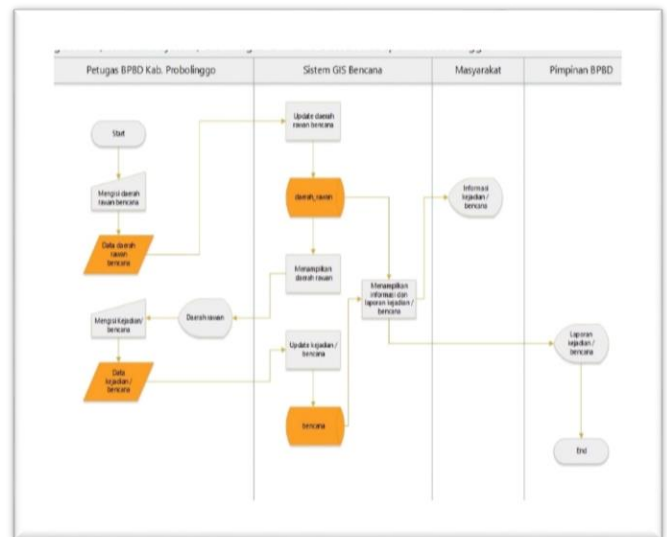 Petugas BPBD Kab. Probolinggo
Sistem GIS Bencana
Masyarakat
Pimpinan BPBD
Start
Mengisi daerah
rawan bencana
Data daerah
rawan
bencana
Mengisi Kejadian/
bencana
Data
kejadian /
bencana
Daerah rawan
Update daerah
rawan bencana
daerah_rawan
Menampilkan
daerah rawan
Update kejadian /
bencana
bencana
Menampilkan
informasi dan
laporan kejadian /
bencana
Informasi
kejadian /
bencana
Laporan
kejadian /
bencana
End